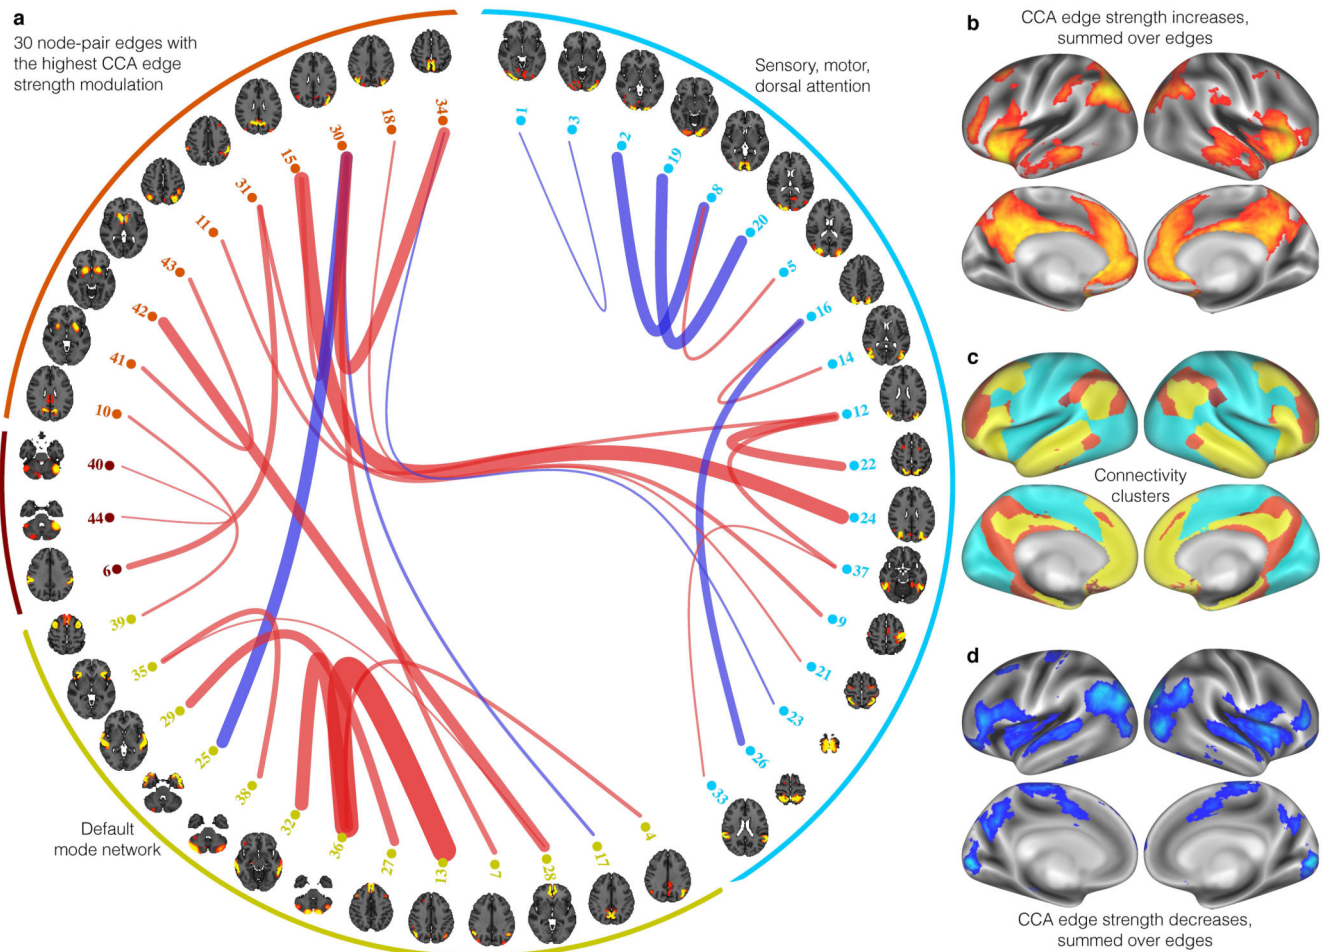 a
30 node-pair edges with
the highest CCA edge
strength modulation
Sensory, motor,
dorsal attention
34
18
30
15
31
11
43
42
41
10
40
44
6
39
35
29
25
38
32
36
27
13
7
28
17
4
1
3
2
19
8
20
5
16
14
12
22
24
37
9
21
23
26
33
Default
mode network
b
CCA edge strength increases,
summed over edges
c
Connectivity
clusters
d
CCA edge strength decreases,
summed over edges